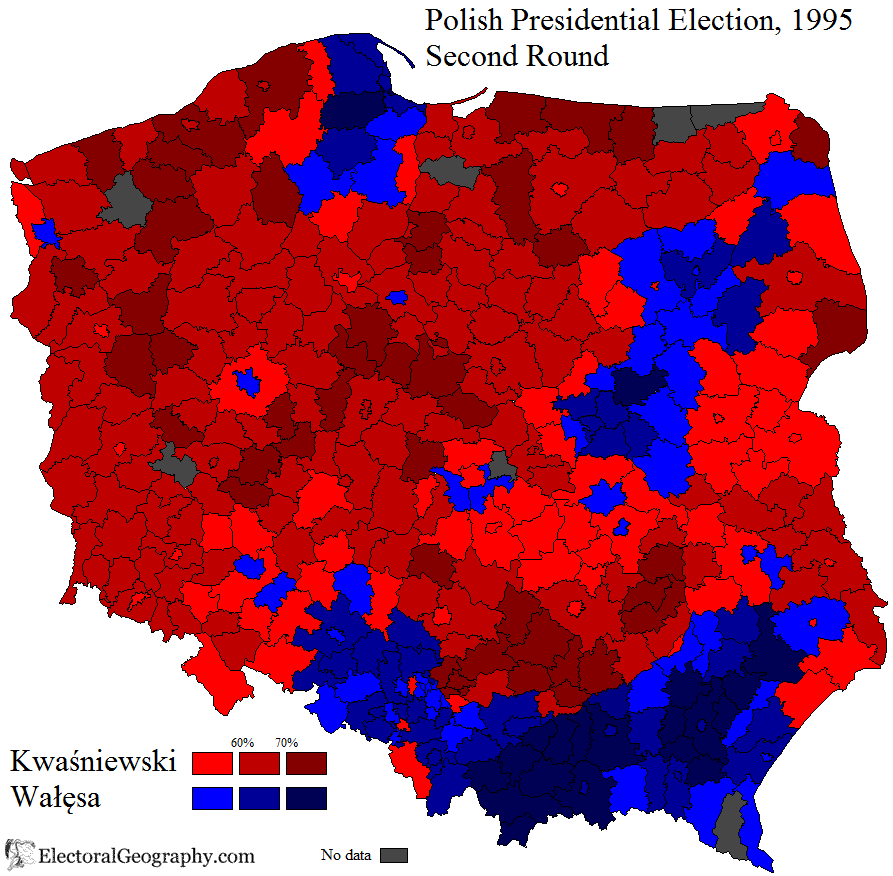 Polish Presidential Election, 1995
Second Round
60% 70%
Kwaśniewski
Wałęsa
ElectoralGeography.com
No data